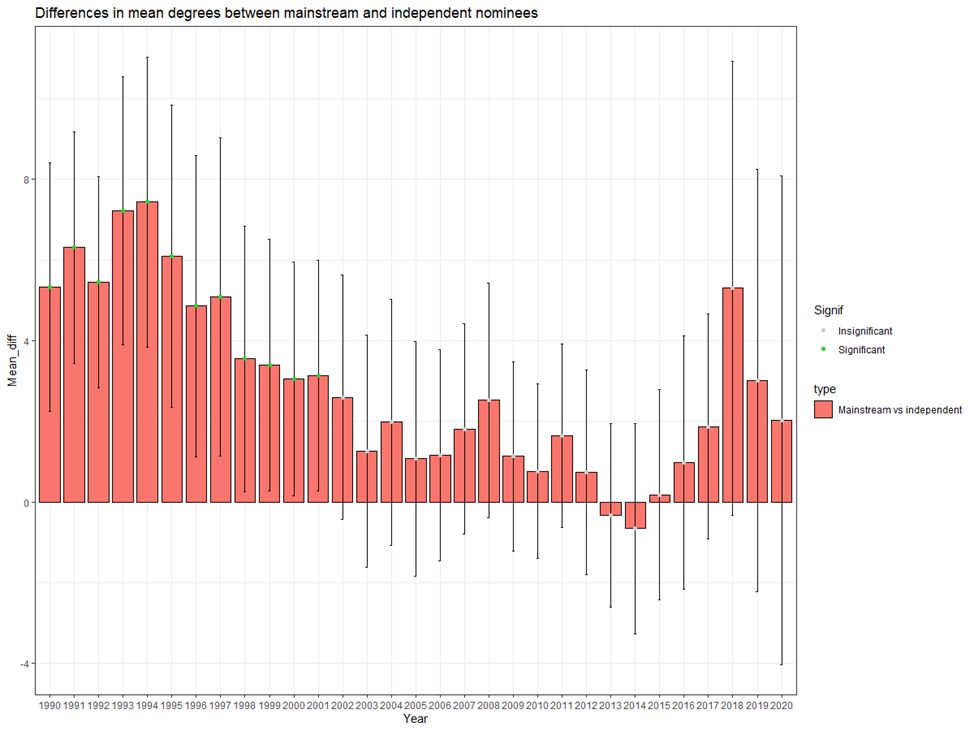 Differences in mean degrees between mainstream and independent nominees
Mean_diff
8
4
0
-4
1990 1991 1992 1993 1994 1995 1996 1997 1998 1999 2000 2001 2002 2003 2004 2005 2006 2007 2008 2009 2010 2011 2012 2013 2014 2015 2016 2017 2018 2019 2020
Year
Signif
Insignificant
Significant
type
Mainstream vs independent